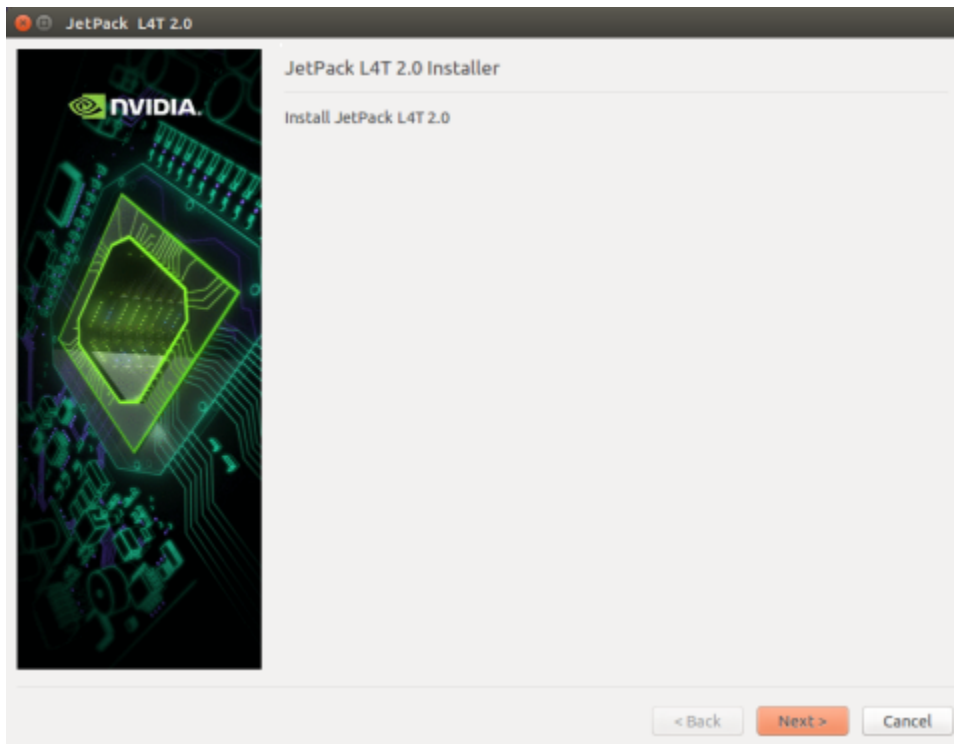 JetPack L4T 2.0
JetPack L4T 2.0 Installer
nVIDIA.
Install JetPack L4T 2.0
< Back
Next >
Cancel